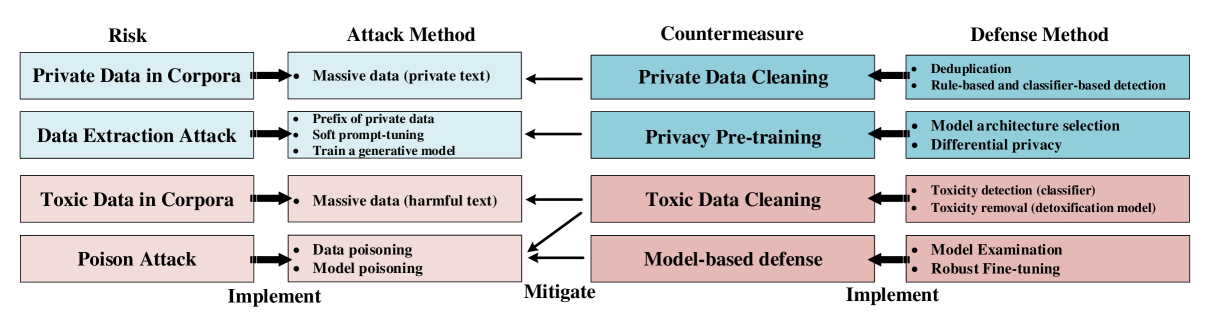 Risk
Attack Method
Countermeasure
Defense Method
Private Data in Corpora
• Massive data (private text)
Private Data Cleaning
• Deduplication
• Rule-based and classifier-based detection
Data Extraction Attack
• Prefix of private data
• Soft prompt-tuning
• Train a generative model
Privacy Pre-training
• Model architecture selection
• Differential privacy
Toxic Data in Corpora
• Massive data (harmful text)
Toxic Data Cleaning
• Toxicity detection (classifier)
• Toxicity removal (detoxification model)
Poison Attack
• Data poisoning
• Model poisoning
Model-based defense
• Model Examination
• Robust Fine-tuning
Implement
Mitigate
Implement